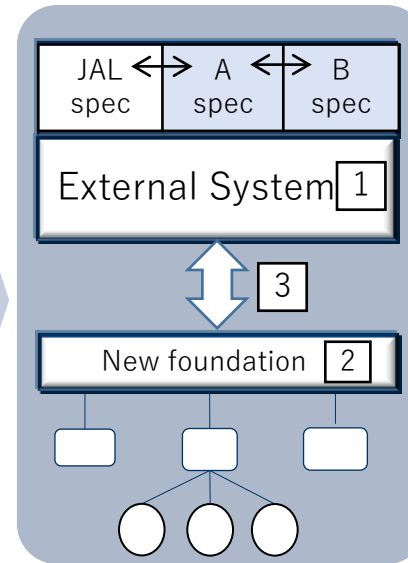 JAL
spec
A
spec
B
spec
External System 1
3
New foundation 2